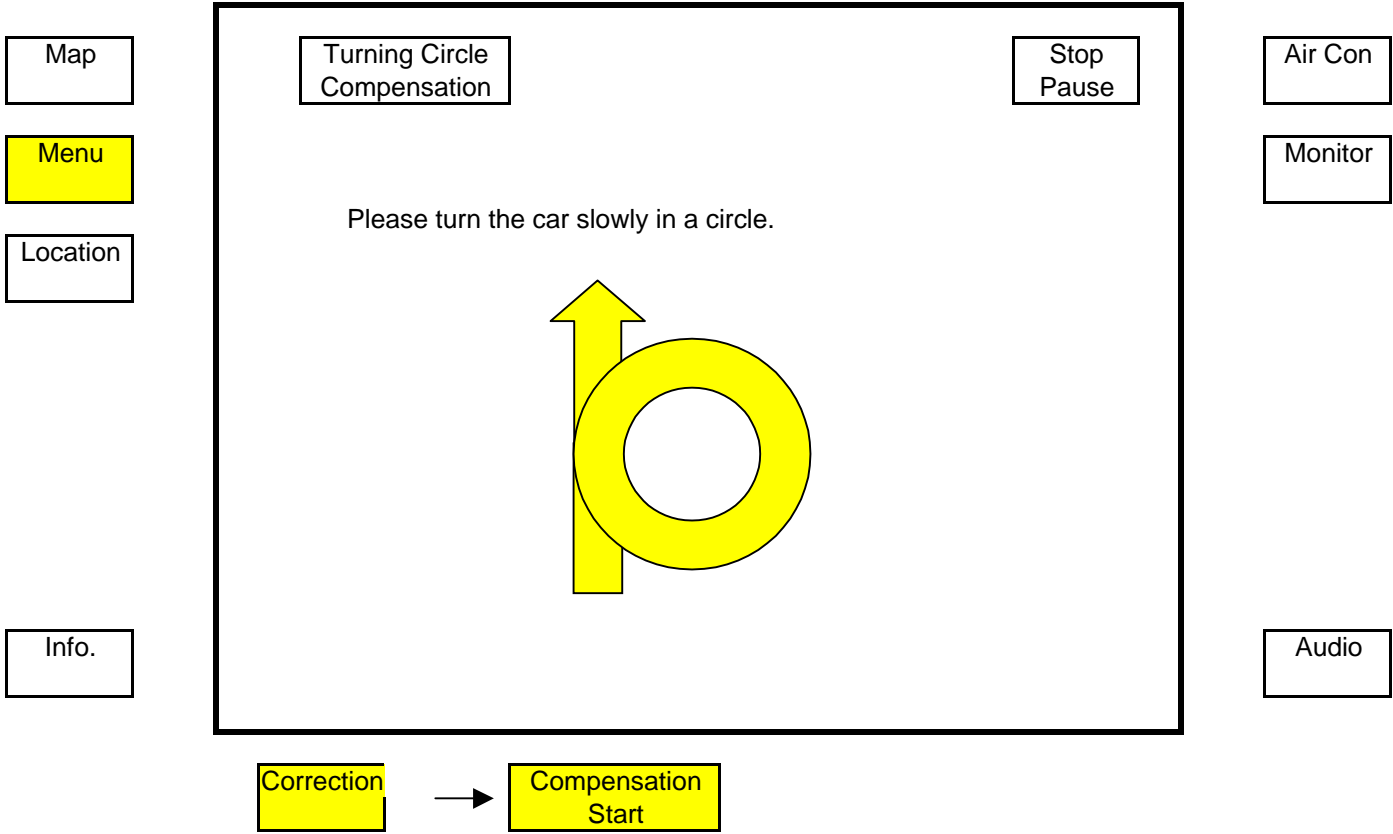 Map
Turning Circle
Compensation
Stop
Pause
Air Con
Menu
Monitor
Please turn the car slowly in a circle.
Location
Info.
Audio
Correction
Compensation
Start